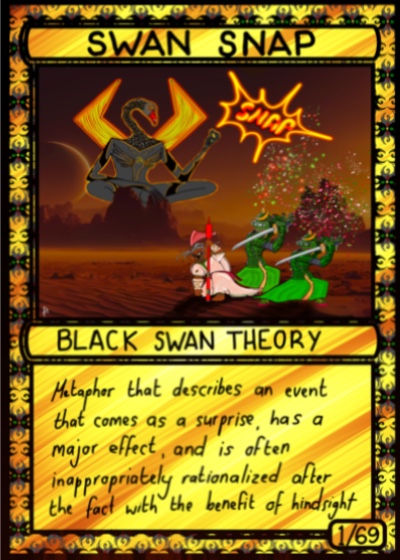 SWAN SNAP
SNAP
BLACK SWAN THEORY
Metaphor that describes an event
that comes as a surprise, has a
major effect, and is often
inappropriately rationalized after
the fact with the benefit of hindsight
1/69